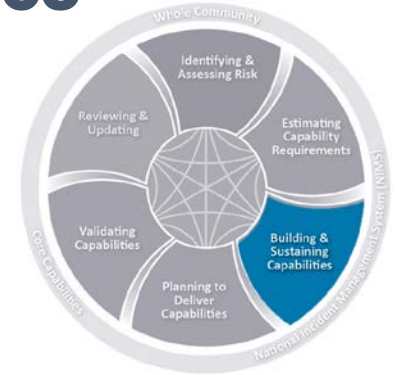 Whole Community
Identifying &
Assessing Risk
Estimating
Capability
Requirements
Building &
Sustaining
Capabilities
Planning to
Deliver
Capabilities
Validating
Capabilities
Reviewing &
Updating
National Incident Management System (NIMS)
Core Capabilities